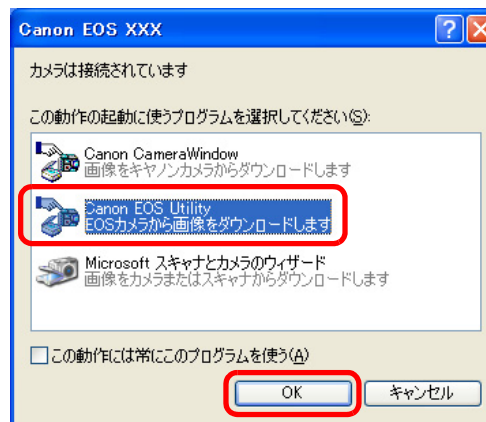 Canon EOS XXX
カメラは接続されています
この動作の起動に使うプログラムを選択してください(S):
Canon CameraWindow
画像をキヤノンカメラからダウンロードします
Canon EOS Utility
EOSカメラから画像をダウンロードします
Microsoft スキャナとカメラのウィザード
画像をカメラまたはスキャナからダウンロードします
この動作には常にこのプログラムを使う(A)
OK キャンセル